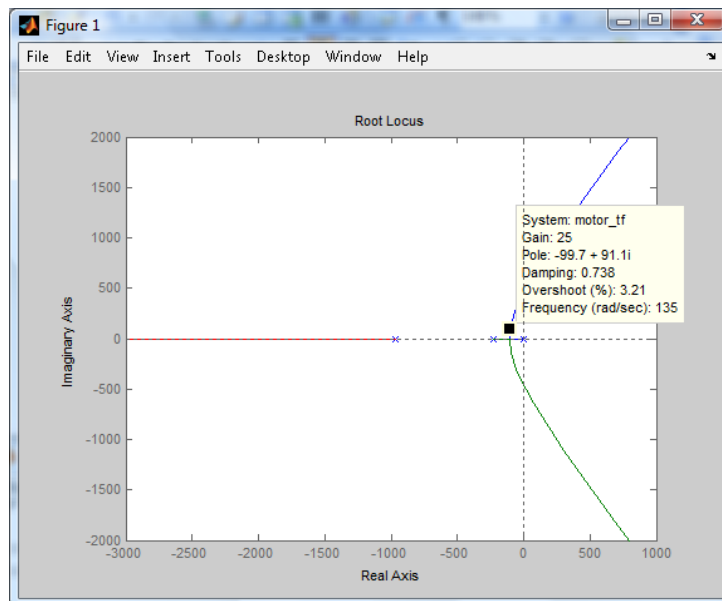 Figure 1
File Edit View Insert Tools Desktop Window Help
Root Locus
2000
1500
1000
500
0
-500
-1000
-1500
-2000
Imaginary Axis
System: motor_tf
Gain: 25
Pole: -99.7 + 91.1i
Damping: 0.738
Overshoot (%): 3.21
Frequency (rad/sec): 135
-3000 -2500 -2000 -1500 -1000 -500 0 500 1000
Real Axis